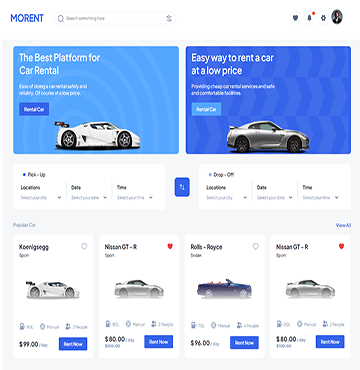 MORENT
Search something here
The Best Platform for
Car Rental
Ease of doing a car rental safely and
reliably. Of course at a low price.
Rental Car
Easy way to rent a car
at a low price
Providing cheap car rental services and safe
and comfortable facilities.
Rental Car
Pick - Up
Locations
Date
Time
Select your city
Select your date
Select your time
Drop - Off
Locations
Date
Time
Select your city
Select your date
Select your time
Popular Car
View All
Koenigsegg
Sport
90L
Manual
2 People
$99.00 / day
Rent Now
Nissan GT - R
Sport
80L
Manual
2 People
$80.00 / day
$100.00
Rent Now
Rolls - Royce
Sedan
70L
Manual
4 People
$96.00 / day
Rent Now
Nissan GT - R
Sport
80L
Manual
2 People
$80.00 / day
$100.00
Rent Now